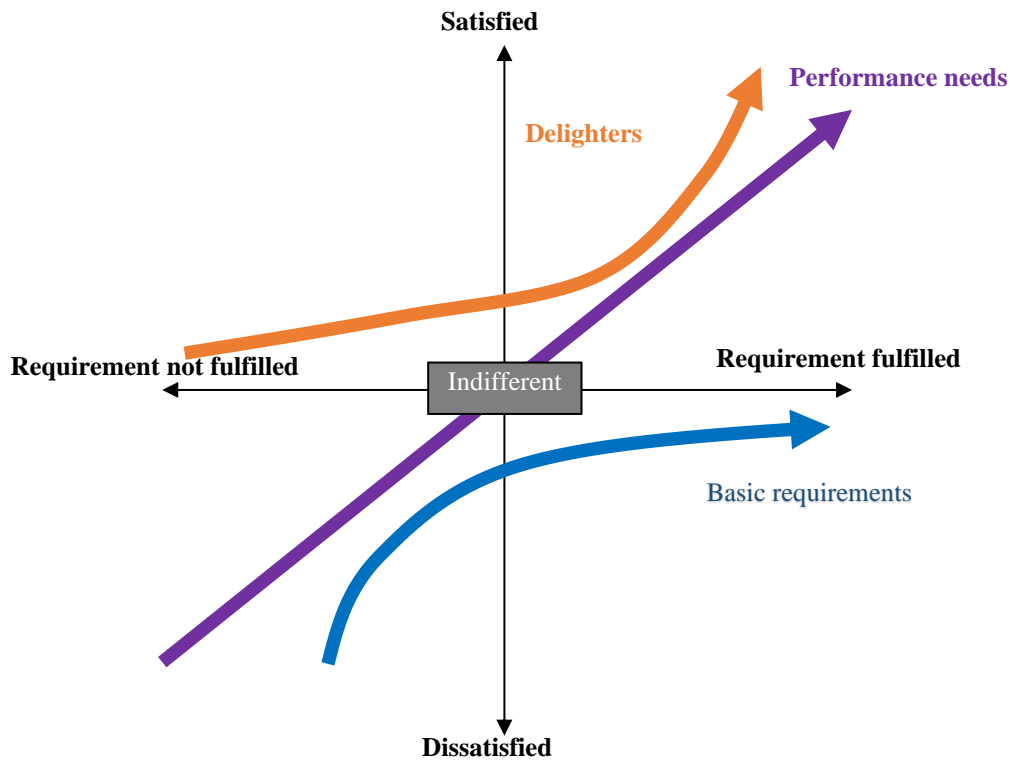 Satisfied
Performance needs
Delighters
Requirement not fulfilled
Requirement fulfilled
Indifferent
Basic requirements
Dissatisfied